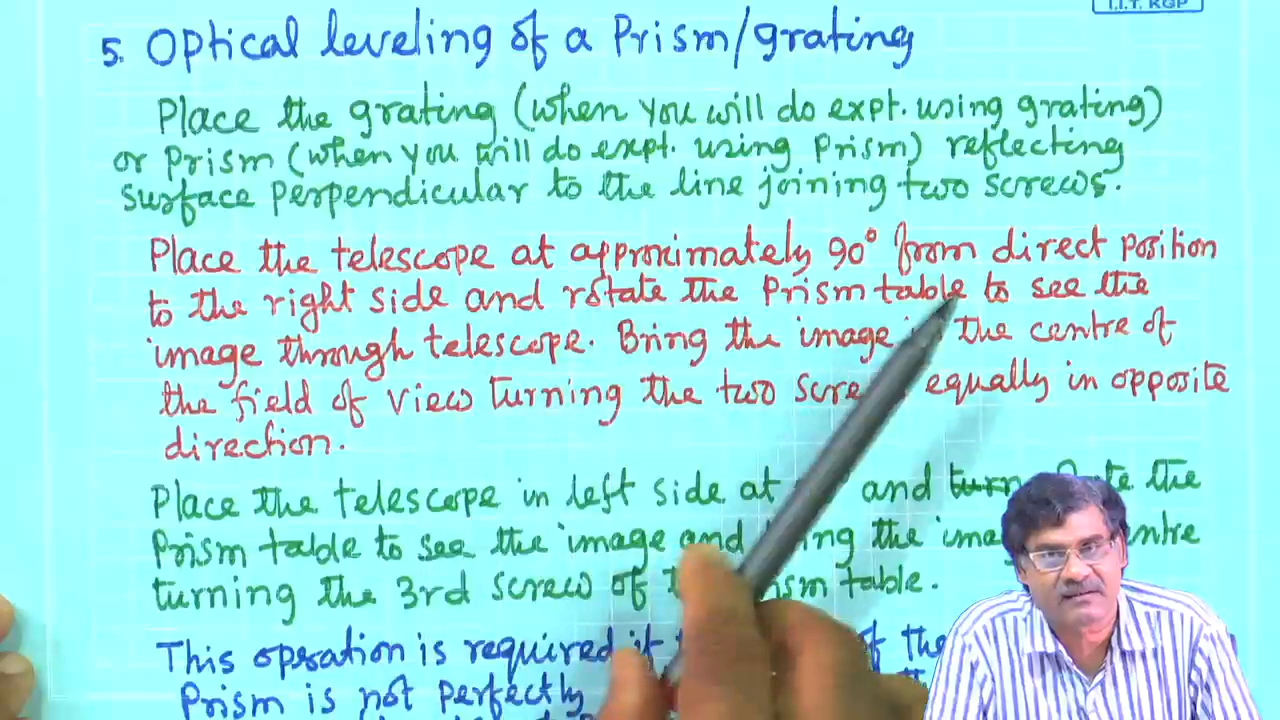 I.I.T. KGP
5. Optical leveling of a Prism/grating
Place the grating (when you will do expt. using grating)
or Prism (when you will do expt. using Prism) reflecting
surface perpendicular to the line joining two screws.
Place the telescope at approximately 90° from direct position
to the right side and rotate the Prism table to see the
image through telescope. Bring the image the centre of
the field of view turning the two equally in opposite
direction.
Place the telescope in left side at and turn the
Prism table to see the image and the centre
turning the 3rd screw of table.
This operation is required of the
Prism is not perfectly